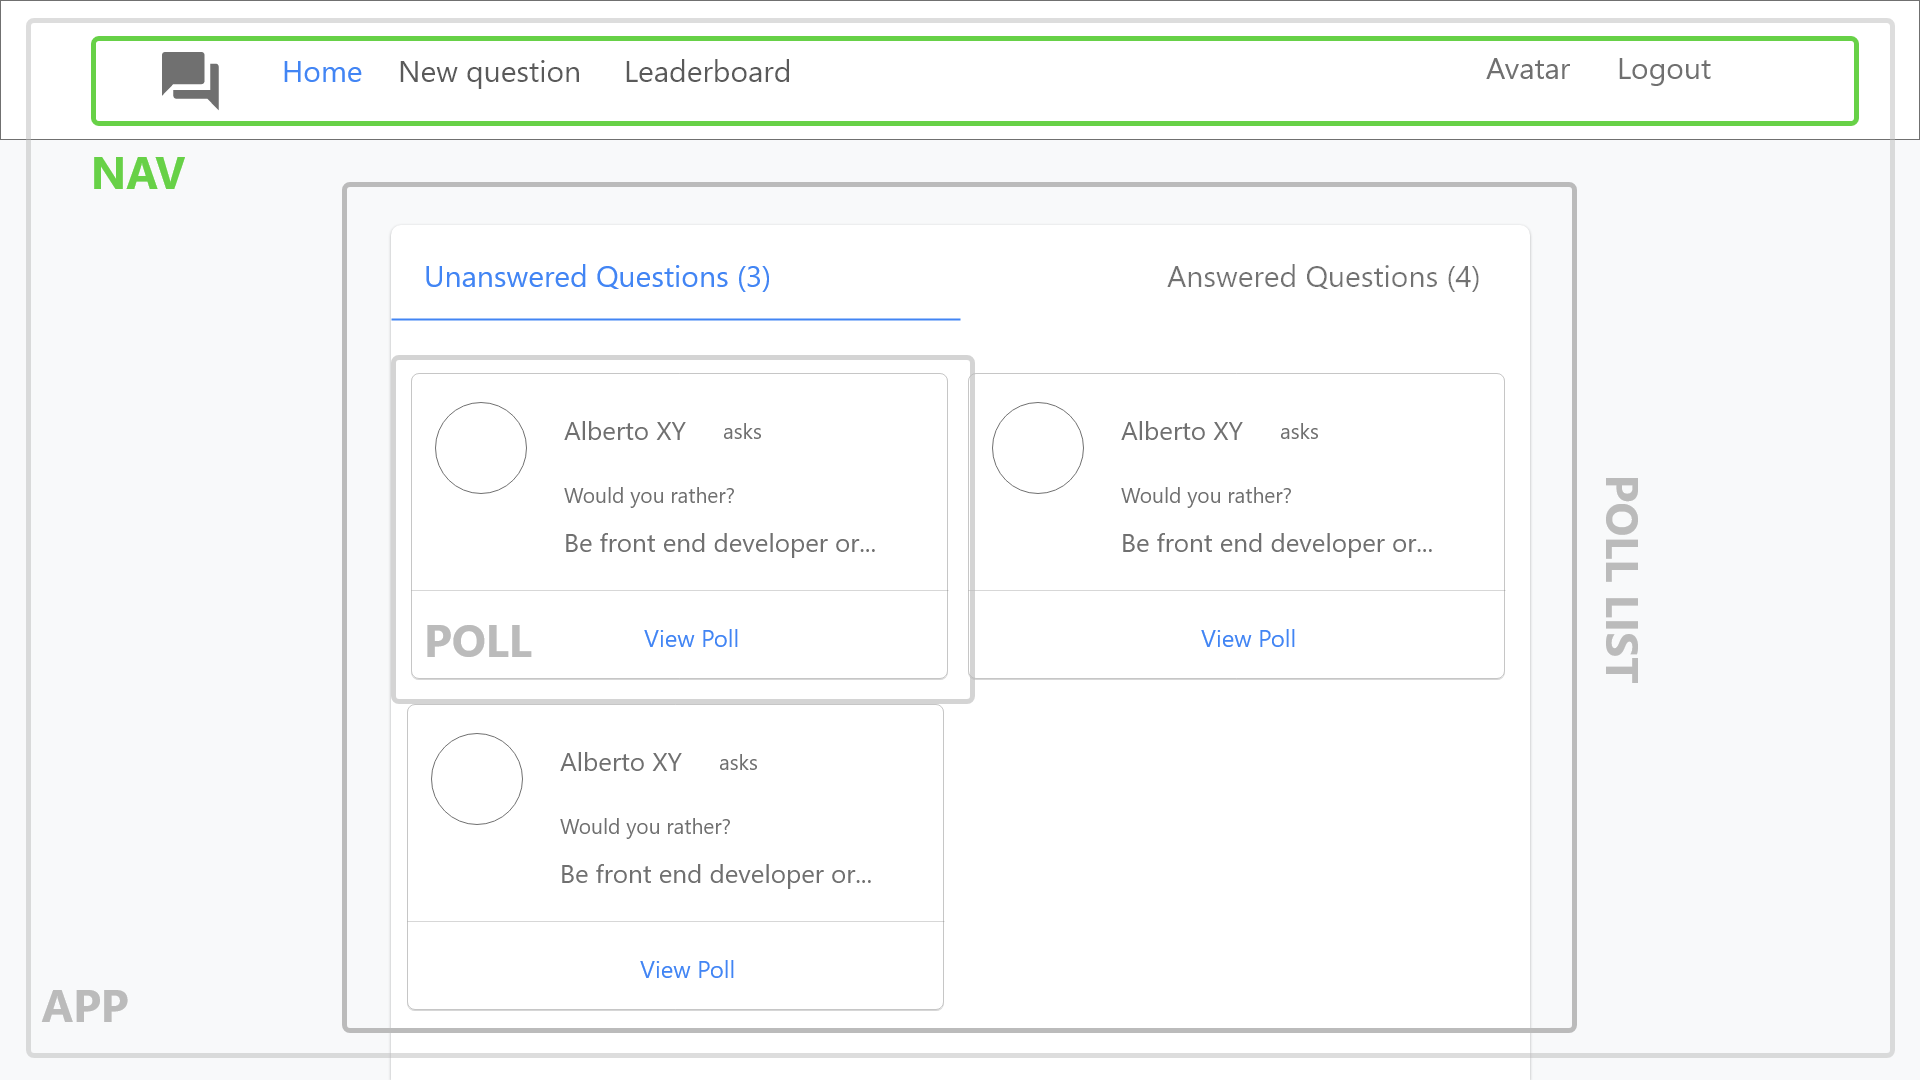 Home New question Leaderboard Avatar Logout
NAV
Unanswered Questions (3) Answered Questions (4)
Alberto XY asks
Would you rather?
Be front end developer or...
POLL View Poll
Alberto XY asks
Would you rather?
Be front end developer or...
View Poll
POLL LIST
Alberto XY asks
Would you rather?
Be front end developer or...
View Poll
APP